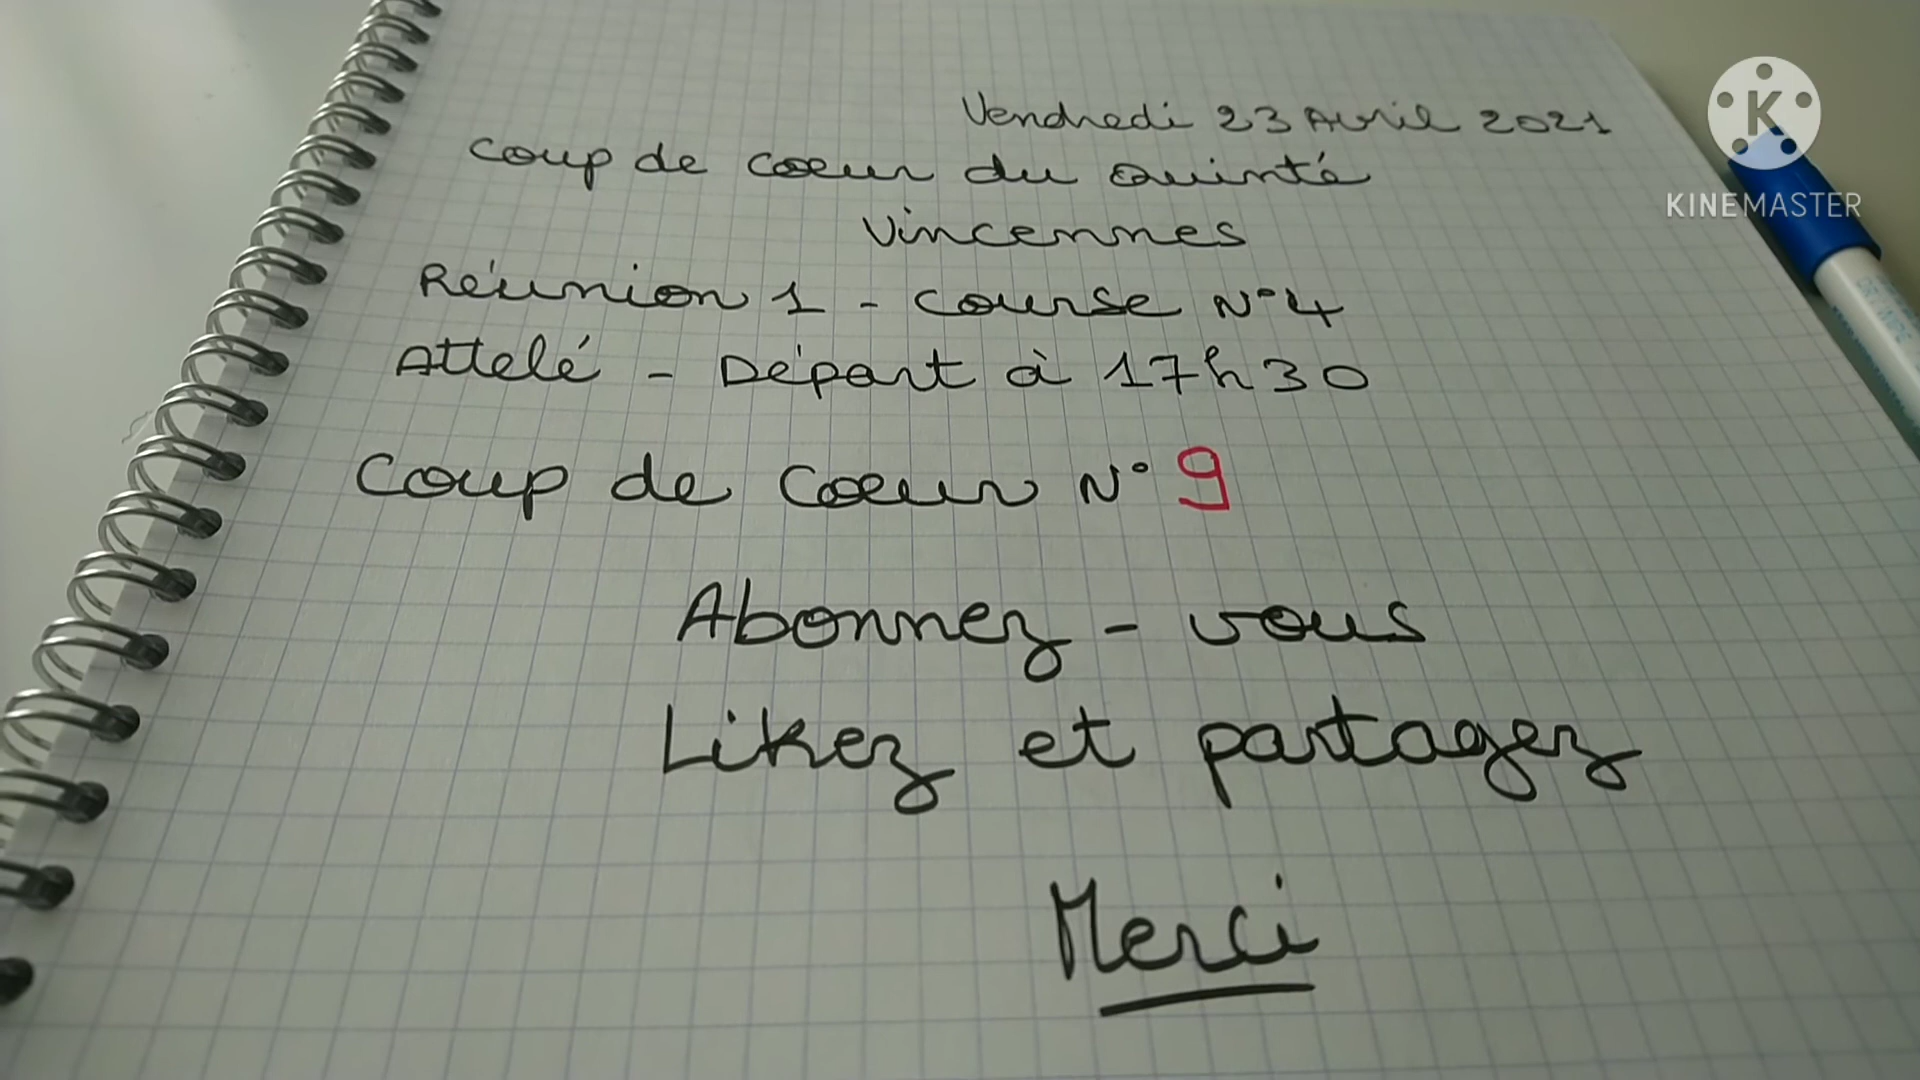 Vendredi 23 Avril 2021
Coup de coeur du Quinté
Vincennes
Réunion 1 - Course N°4
Attelé - Départ à 17h30
Coup de Coeur N° 9
Abonnez-vous
Likez et partagez
Merci
K
KINEMASTER